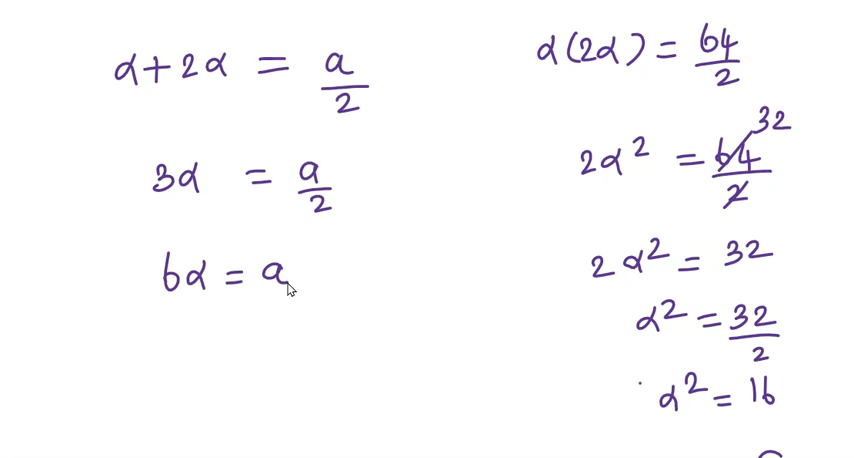 α + 2α = a/2
3α = a/2
6α = a
α(2α) = 64/2
2α² = 64/2 32
2α² = 32
α² = 32/2
α² = 16